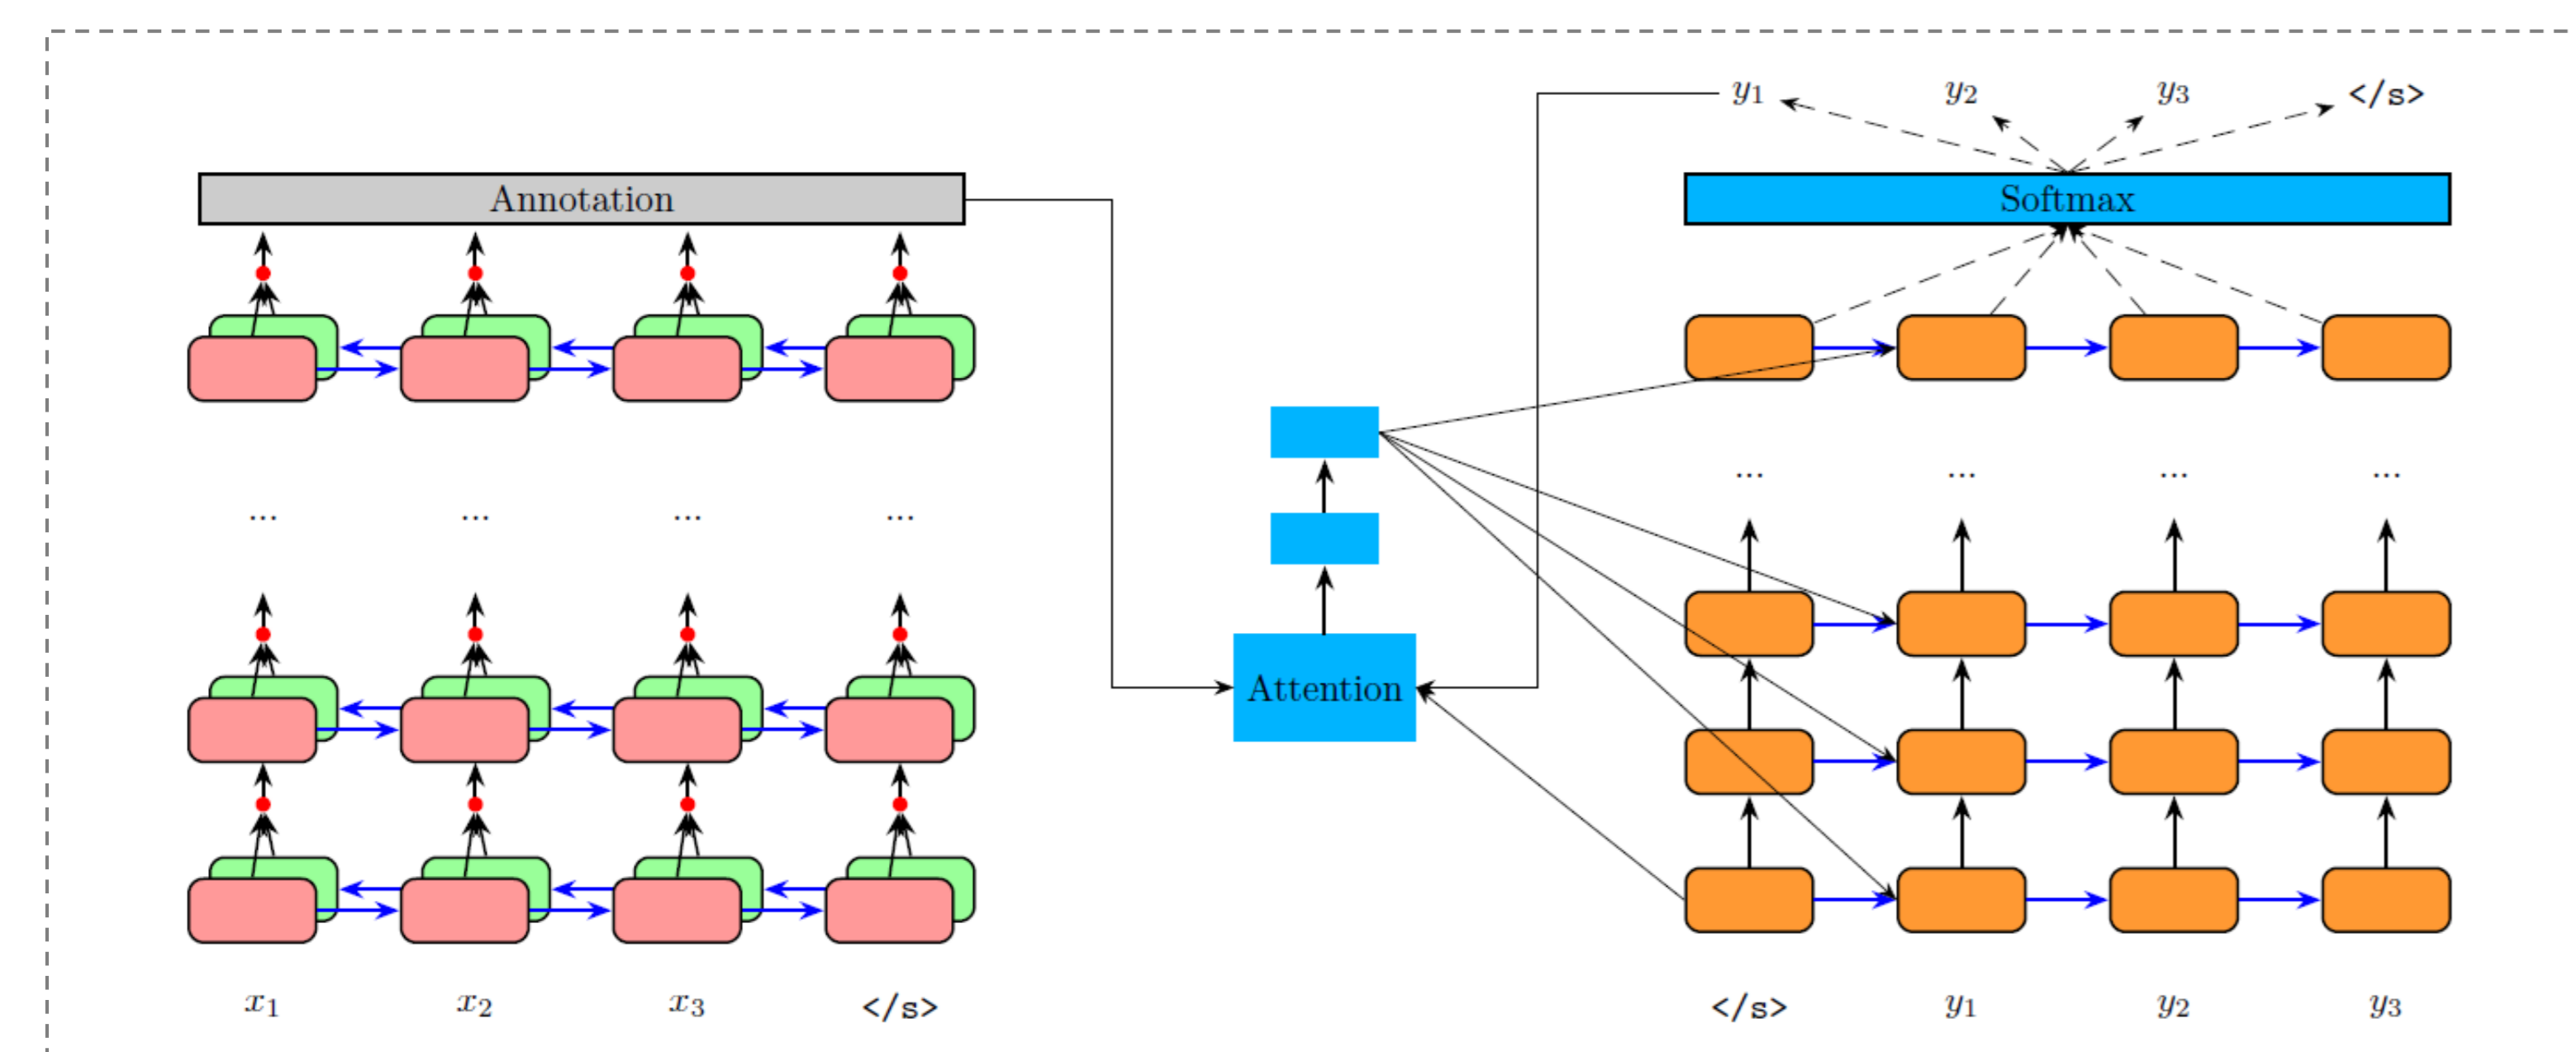 y₁ y₂ y₃ </s>
Annotation
Softmax
... ... ... ...
... ... ... ...
Attention
x₁ x₂ x₃ </s>
</s> y₁ y₂ y₃